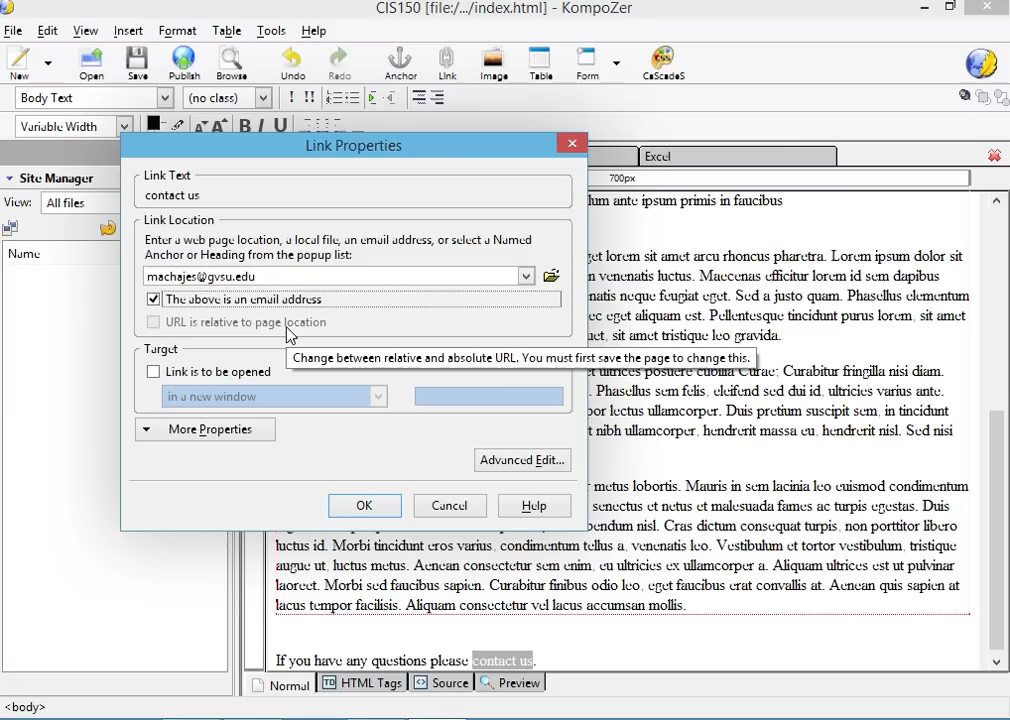 CIS150 [file:/.../index.html] - KompoZer
File Edit View Insert Format Table Tools Help
New Open Save Publish Browse Undo Redo Anchor Link Image Table Form CaScadeS
Body Text (no class) ! !!
Variable Width B I U
Link Properties
Excel
Site Manager
700px
Link Text
contact us
View: All files
Link Location
Enter a web page location, a local file, an email address, or select a Named
Anchor or Heading from the popup list:
Name
machajes@gvsu.edu
The above is an email address
URL is relative to page location
Change between relative and absolute URL. You must first save the page to change this.
Target
Link is to be opened
in a new window
More Properties
Advanced Edit...
OK Cancel Help
lum ante ipsum primis in faucibus
get lorem sit amet arcu rhoncus pharetra. Lorem ipsum dolor sit
n venenatis luctus. Maecenas efficitur lorem id sem dapibus
natis neque feugiat eget. Sed a justo quam. Phasellus elementum
ec eget aliquam est. Pellentesque tincidunt purus lorem, sit amet
uet, sit amet tristique leo gravida.
et ultrices posuere cubilia Curae; Curabitur fringilla nisi diam.
Phasellus sem felis, eleifend sed dui id, ultricies varius ante.
por lectus ullamcorper. Duis pretium suscipit sem, in tincidunt
t nibh ullamcorper, hendrerit massa eu, hendrerit nisl. Sed nisi
metus lobortis. Mauris in sem lacinia leo euismod condimentum
senectus et netus et malesuada fames ac turpis egestas. Duis
bendum nisl. Cras dictum consequat turpis, non porttitor libero
luctus id. Morbi tincidunt eros varius, condimentum tellus a, venenatis leo. Vestibulum et tortor vestibulum, tristique
augue ut, luctus metus. Aenean consectetur sem enim, eu ultricies ex ullamcorper a. Aliquam ultrices est ut pulvinar
laoreet. Morbi sed faucibus sapien. Curabitur finibus odio leo, eget faucibus erat convallis at. Aenean quis sapien at
lacus tempor facilisis. Aliquam consectetur vel lacus accumsan mollis.
If you have any questions please contact us.
Normal HTML Tags Source Preview
<body>